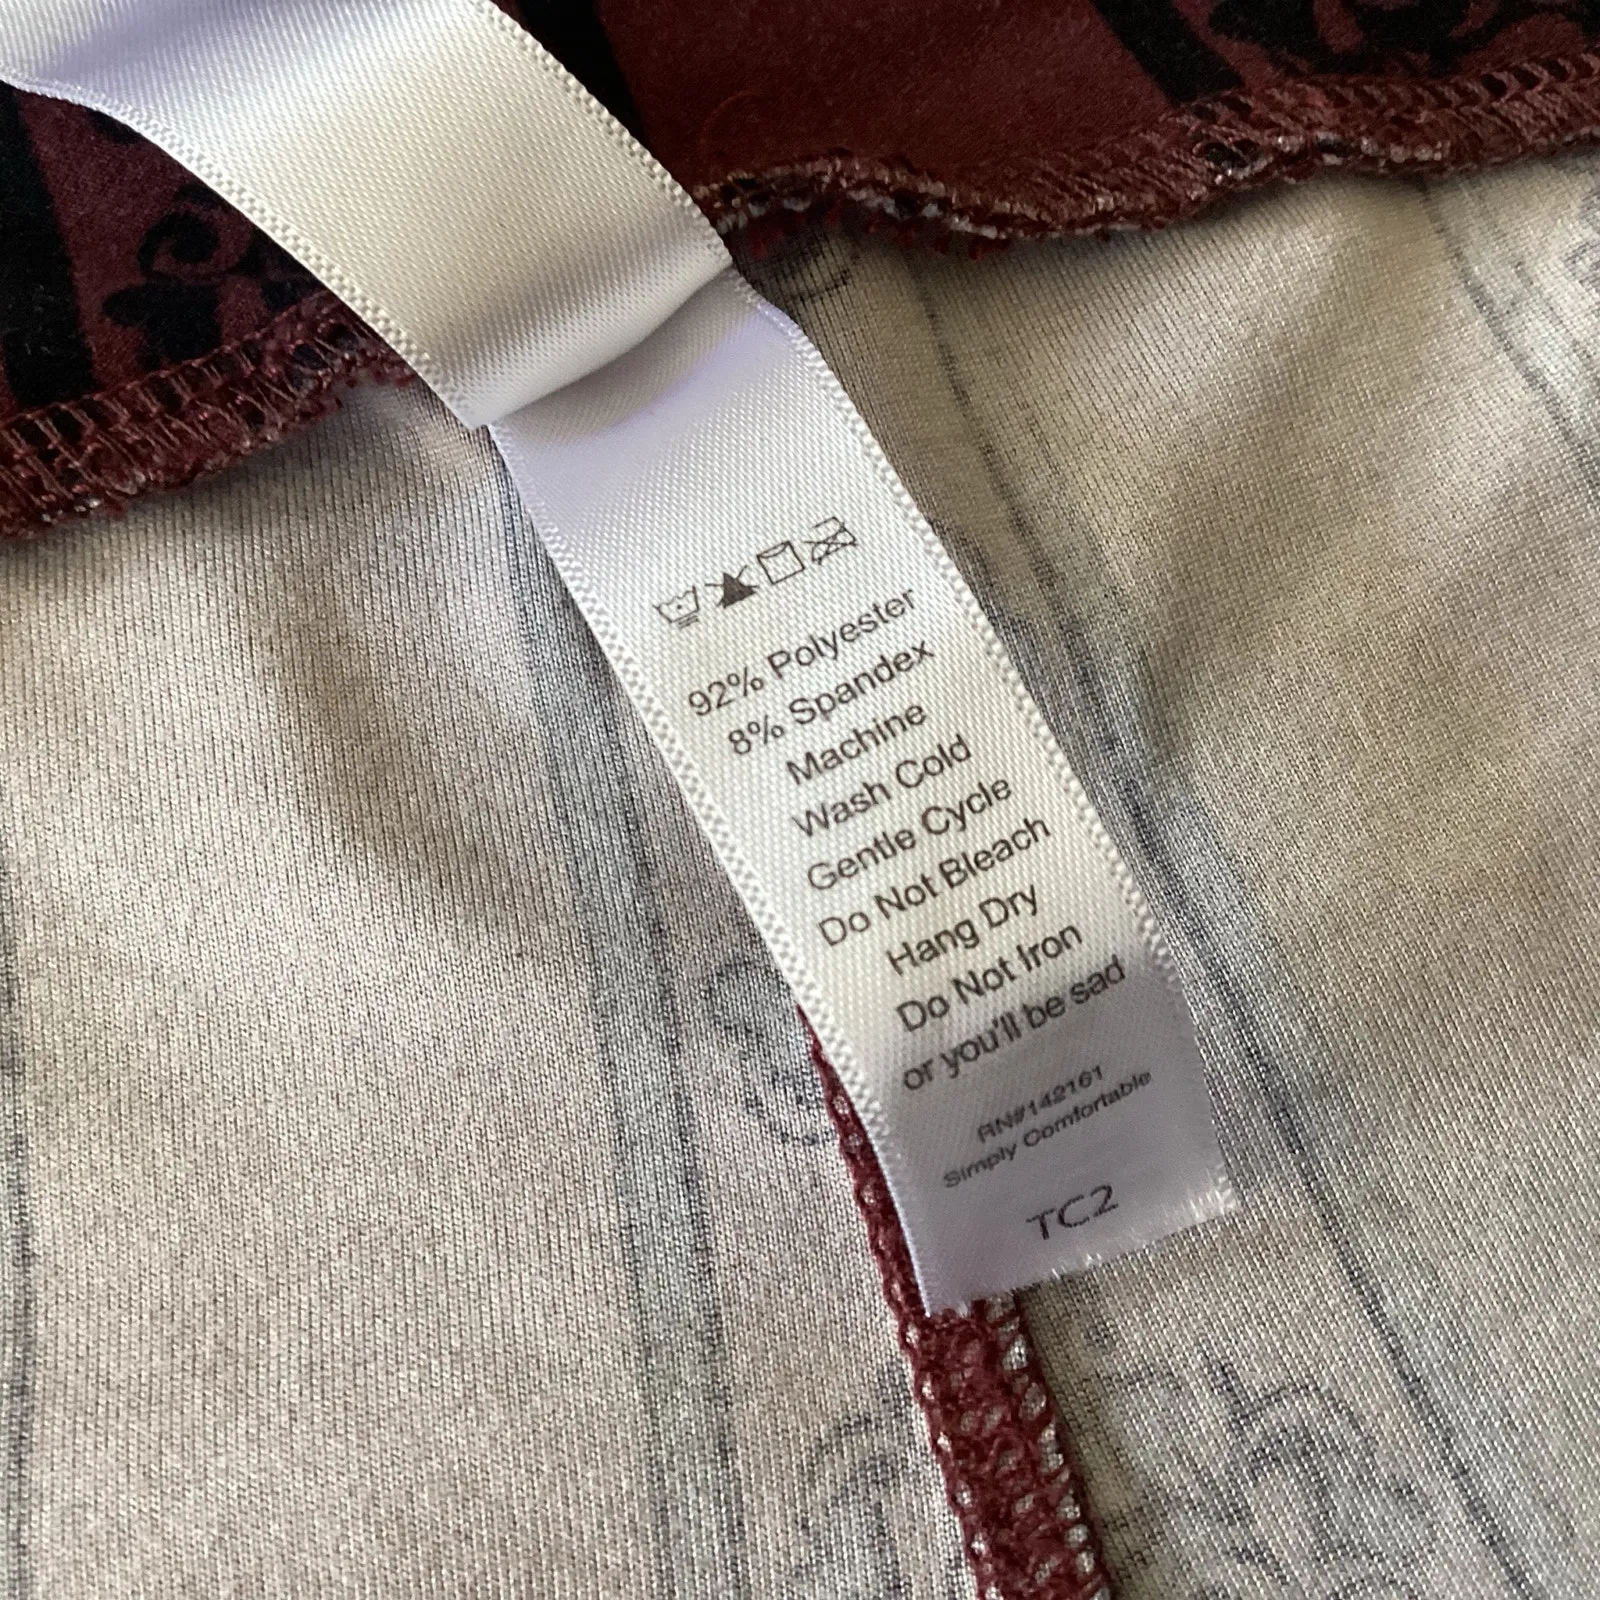 92% Polyester
8% Spandex
Machine
Wash Cold
Gentle Cycle
Do Not Bleach
Hang Dry
Do Not Iron
or you'll be sad
RN#142161
Simply Comfortable
TC2